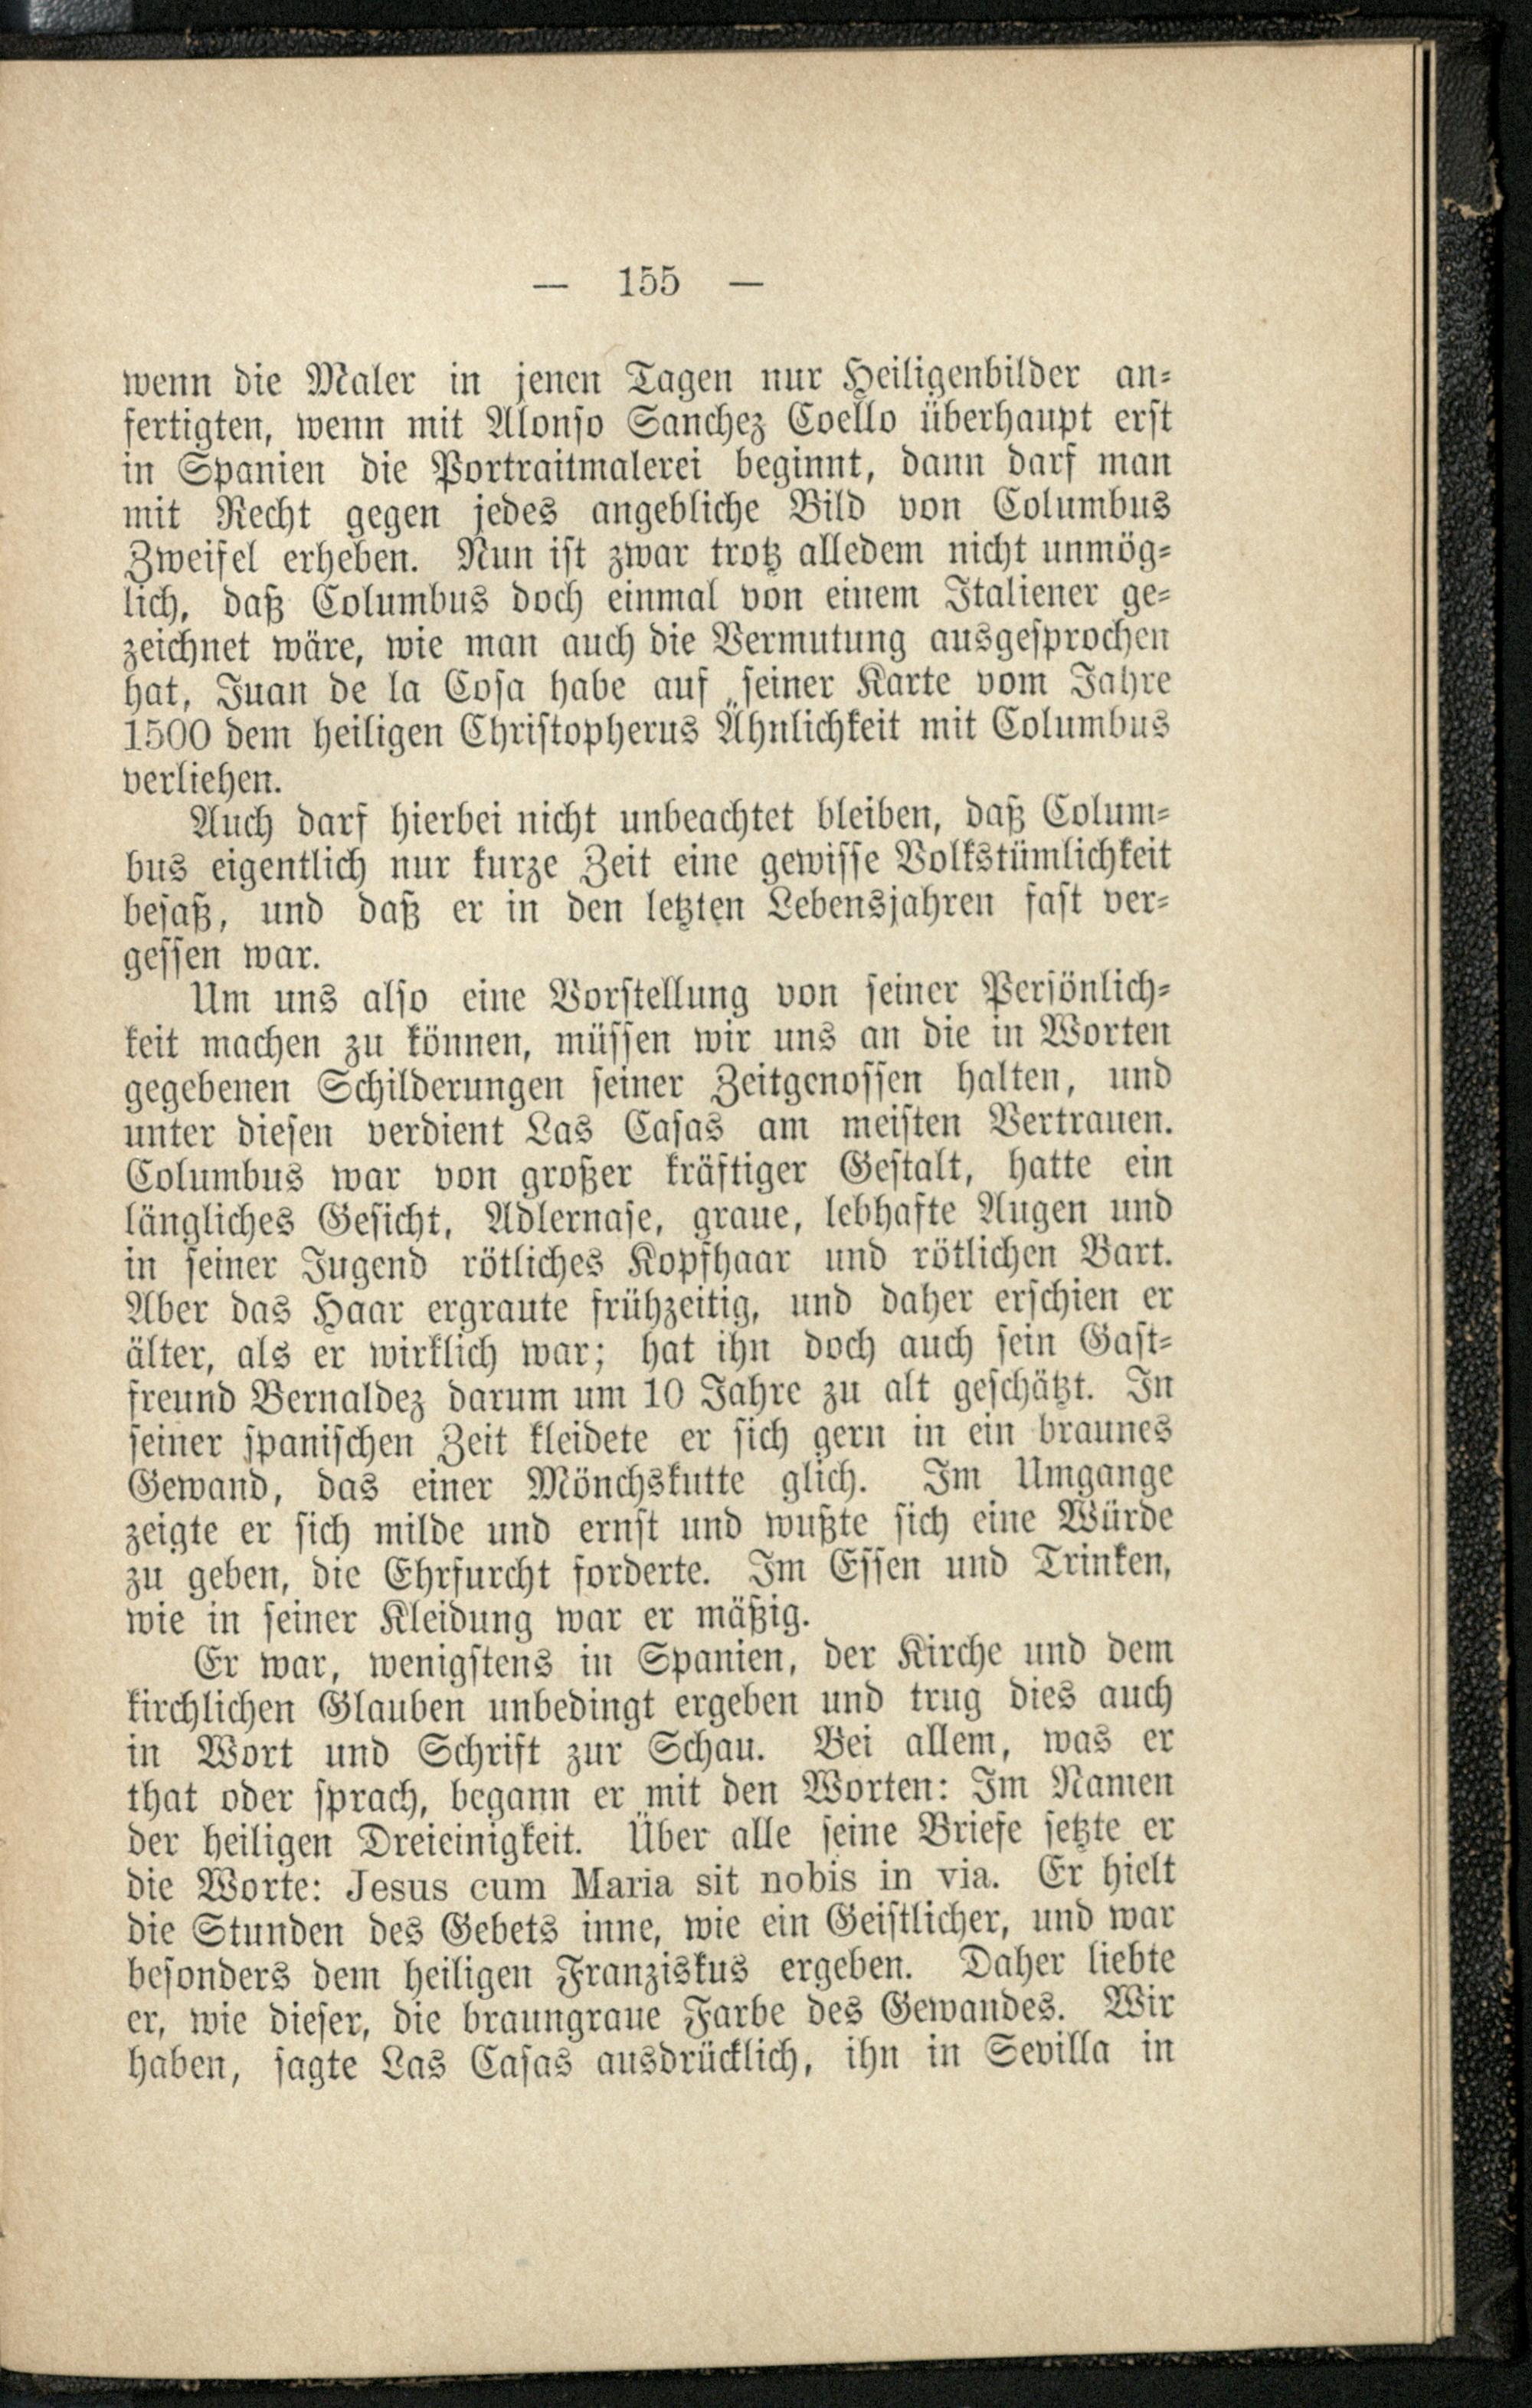 — 155 —
wenn die Maler in jenen Tagen nur Heiligenbilder an-
fertigten, wenn mit Alonso Sanchez Coello überhaupt erst
in Spanien die Portraitmalerei beginnt, dann darf man
mit Recht gegen jedes angebliche Bild von Columbus
Zweifel erheben. Nun ist zwar trotz alledem nicht unmög-
lich, daß Columbus doch einmal von einem Italiener ge-
zeichnet wäre, wie man auch die Vermutung ausgesprochen
hat, Juan de la Cosa habe auf seiner Karte vom Jahre
1500 dem heiligen Christopherus Ähnlichkeit mit Columbus
verliehen.
Auch darf hierbei nicht unbeachtet bleiben, daß Colum-
bus eigentlich nur kurze Zeit eine gewisse Volkstümlichkeit
besaß, und daß er in den letzten Lebensjahren fast ver-
gessen war.
Um uns also eine Vorstellung von seiner Persönlich-
keit machen zu können, müssen wir uns an die in Worten
gegebenen Schilderungen seiner Zeitgenossen halten, und
unter diesen verdient Las Casas am meisten Vertrauen.
Columbus war von großer kräftiger Gestalt, hatte ein
längliches Gesicht, Adlernase, graue, lebhafte Augen und
in seiner Jugend rötliches Kopfhaar und rötlichen Bart.
Aber das Haar ergraute frühzeitig, und daher erschien er
älter, als er wirklich war; hat ihn doch auch sein Gast-
freund Bernaldez darum um 10 Jahre zu alt geschätzt. In
seiner spanischen Zeit kleidete er sich gern in ein braunes
Gewand, das einer Mönchskutte glich. Im Umgange
zeigte er sich milde und ernst und wußte sich eine Würde
zu geben, die Ehrfurcht forderte. Im Essen und Trinken,
wie in seiner Kleidung war er mäßig.
Er war, wenigstens in Spanien, der Kirche und dem
kirchlichen Glauben unbedingt ergeben und trug dies auch
in Wort und Schrift zur Schau. Bei allem, was er
that oder sprach, begann er mit den Worten: Im Namen
der heiligen Dreieinigkeit. Über alle seine Briefe setzte er
die Worte: Jesus cum Maria sit nobis in via. Er hielt
die Stunden des Gebets inne, wie ein Geistlicher, und war
besonders dem heiligen Franziskus ergeben. Daher liebte
er, wie dieser, die braungraue Farbe des Gewandes. Wir
haben, sagte Las Casas ausdrücklich, ihn in Sevilla in